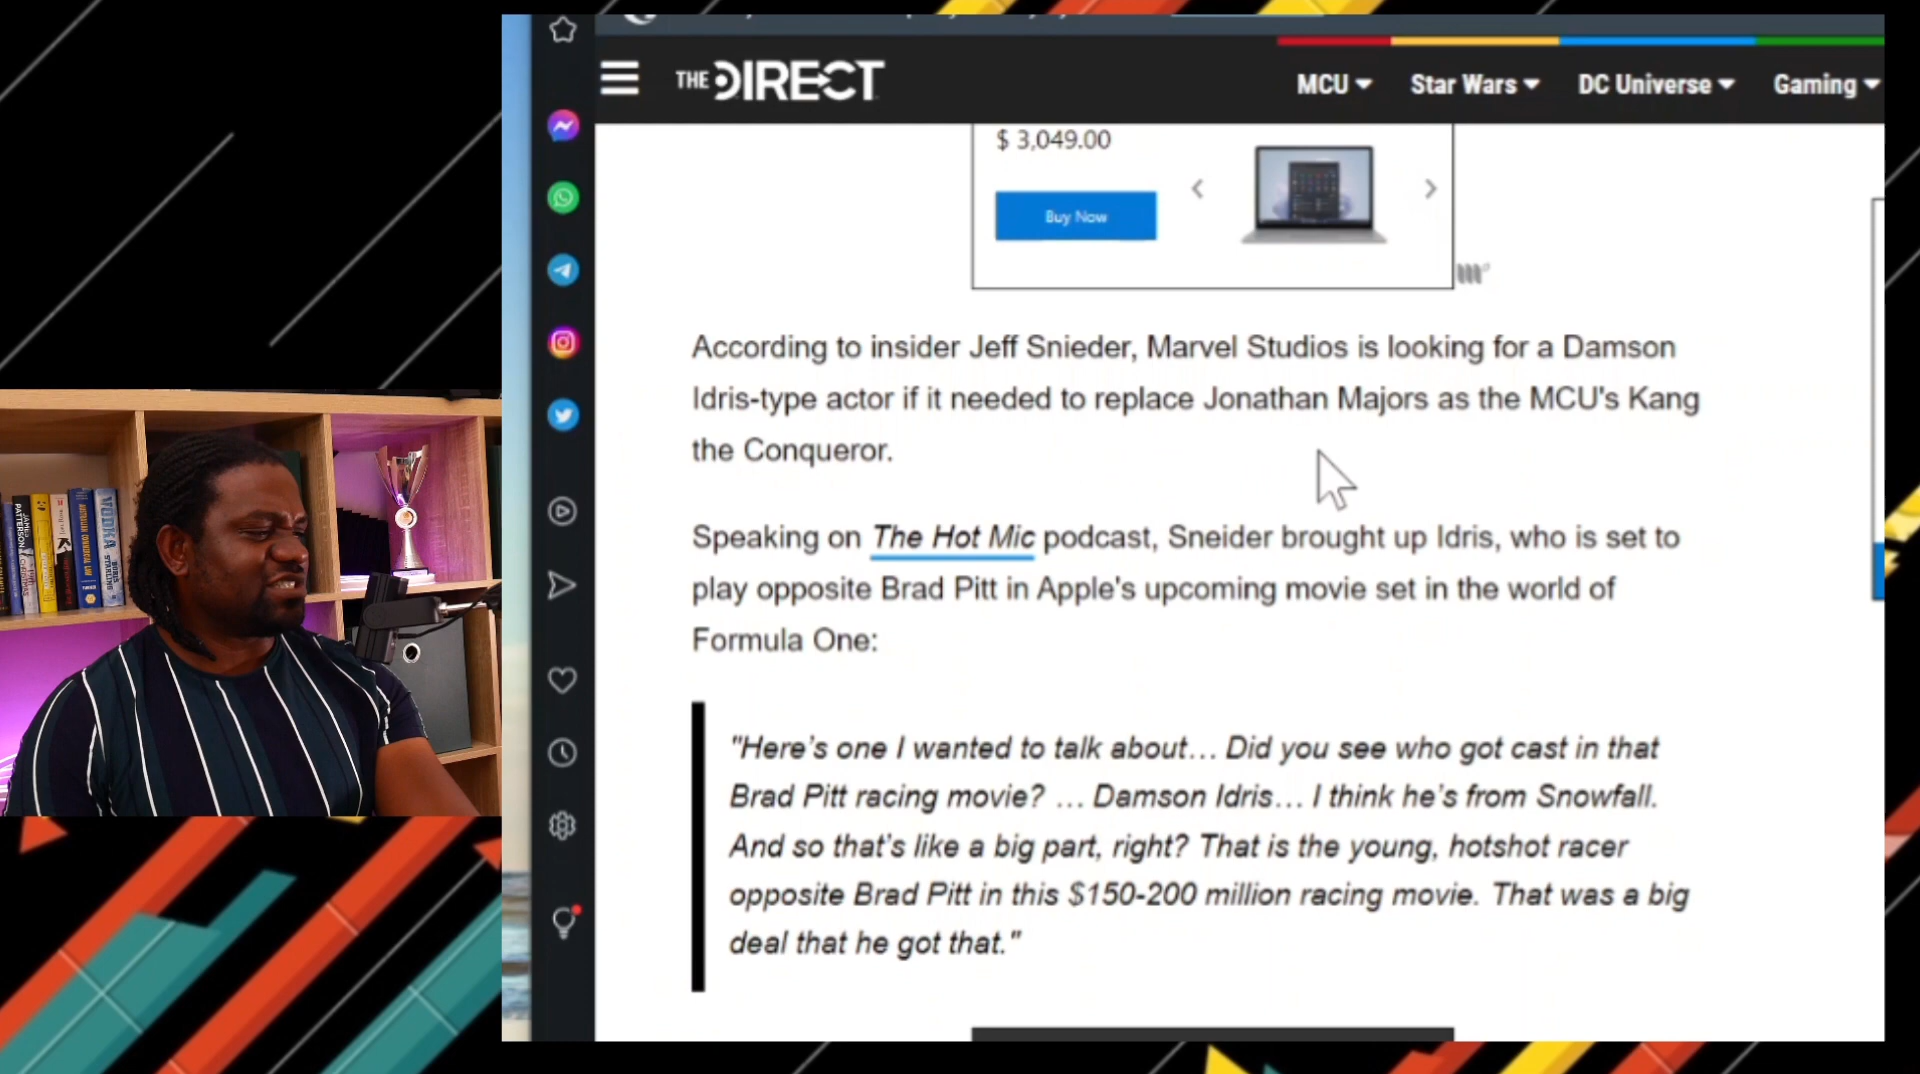 THE DIRECT
MCU
Star Wars
DC Universe
Gaming
$ 3,049.00
Buy Now
According to insider Jeff Snieder, Marvel Studios is looking for a Damson
Idris-type actor if it needed to replace Jonathan Majors as the MCU's Kang
the Conqueror.
Speaking on The Hot Mic podcast, Sneider brought up Idris, who is set to
play opposite Brad Pitt in Apple's upcoming movie set in the world of
Formula One:
"Here's one I wanted to talk about... Did you see who got cast in that
Brad Pitt racing movie? ... Damson Idris... I think he's from Snowfall.
And so that's like a big part, right? That is the young, hotshot racer
opposite Brad Pitt in this $150-200 million racing movie. That was a big
deal that he got that."
PATTERSON